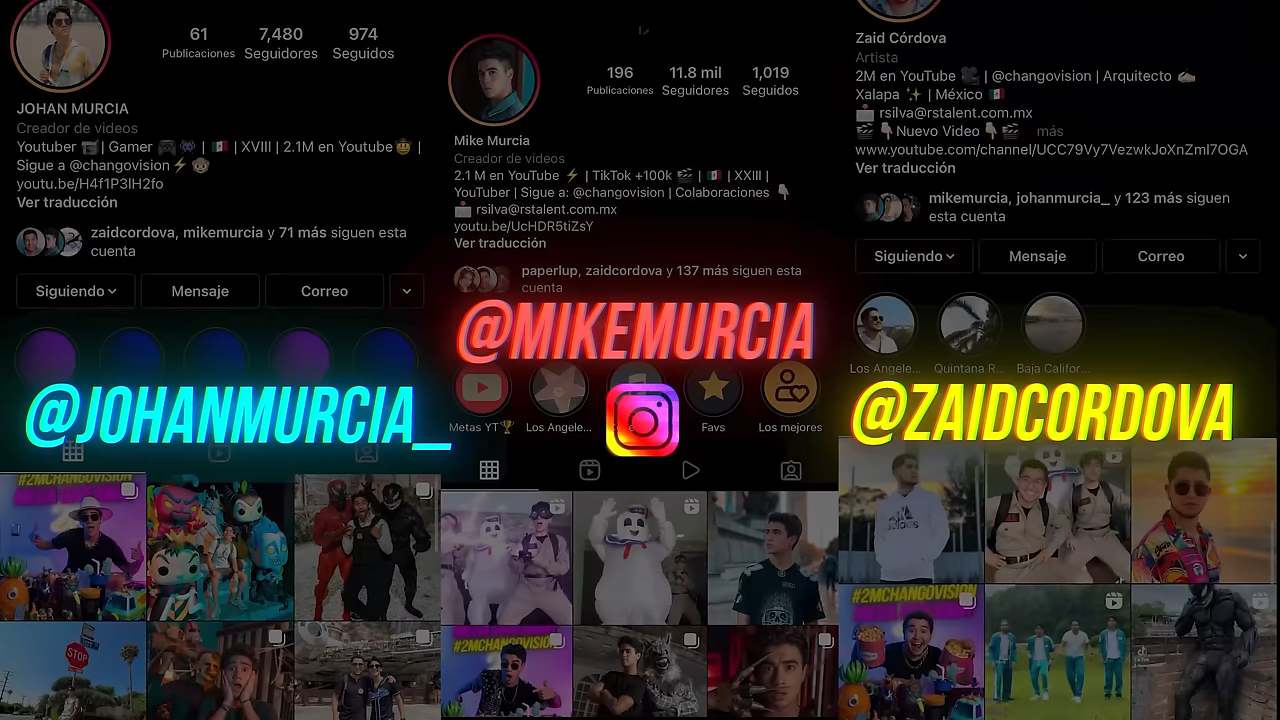 61
7,480
974
Publicaciones
Seguidores
Seguidos
JOHAN MURCIA
Creador de videos
Youtuber | Gamer | | XVIII | 2.1M en Youtube |
Sigue a @changovision
youtu.be/H4f1P3lH2fo
Ver traducción
zaidcordova, mikemurcia y 71 más siguen esta
cuenta
Siguiendo
Mensaje
Correo
@JOHANMURCIA_
#2MCHANGOVISION
STOP
196
11.8 mil
1,019
Publicaciones
Seguidores
Seguidos
Mike Murcia
Creador de videos
2.1 M en YouTube ⚡ | TikTok +100k | | XXIII |
YouTuber | Sigue a: @changovision | Colaboraciones
rsilva@rstalent.com.mx
youtu.be/UcHDR5tiZsY
Ver traducción
paperlup, zaidcordova y 137 más siguen esta
cuenta
@MIKEMURCIA
Metas YT🏆
Los Angele...
Favs
Los mejores
#2MCHANGOVISION
Zaid Córdova
Artista
2M en YouTube | @changovision | Arquitecto
Xalapa ✨ | México
rsilva@rstalent.com.mx
Nuevo Video más
www.youtube.com/channel/UCC79Vy7VezwkJoXnZmI7OGA
Ver traducción
mikemurcia, johanmurcia_ y 123 más siguen
esta cuenta
Siguiendo
Mensaje
Correo
Los Angele...
Quintana R...
Baja Califor...
@ZAIDCORDOVA
adidas
#2MCHANGOVISION